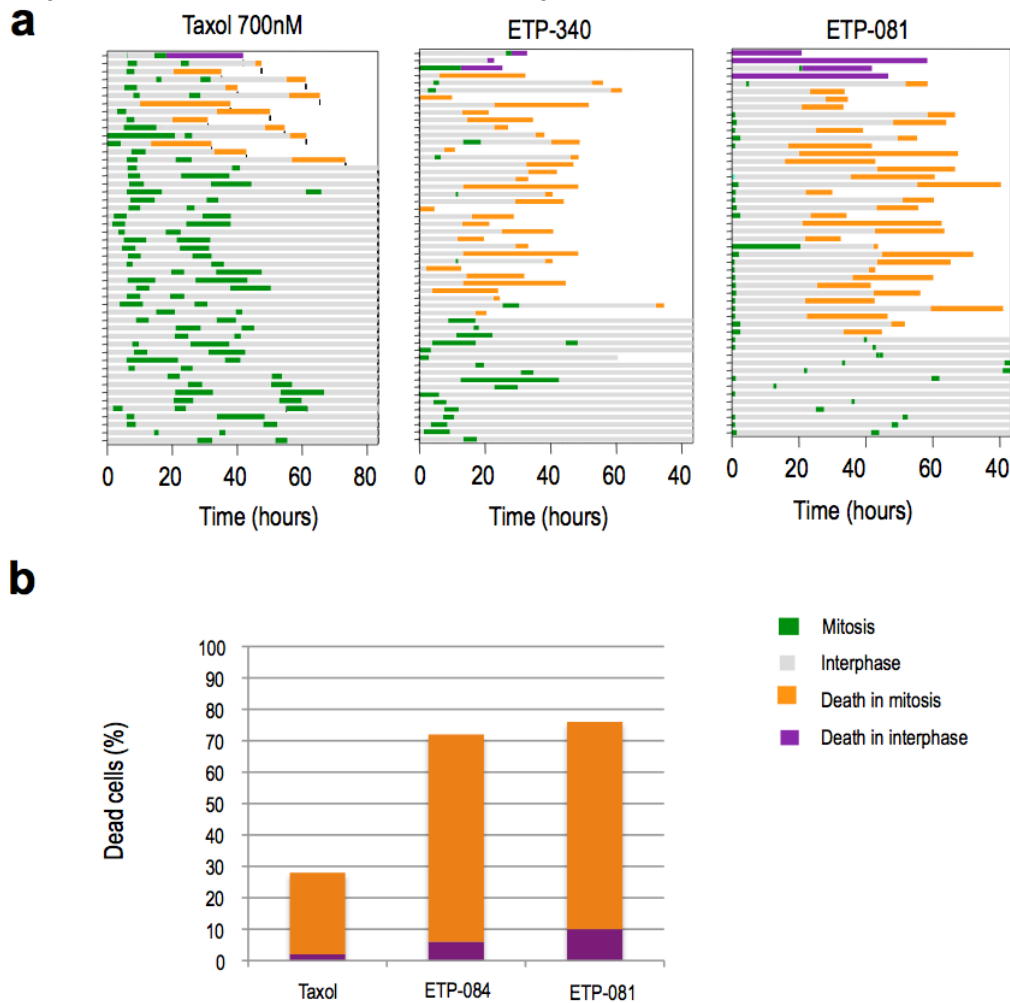 a
Taxol 700nM
ETP-340
ETP-081
0 20 40 60 80
0 20 40 60 40
0 20 40 60 40
Time (hours)
Time (hours)
Time (hours)
b
Dead cells (%)
100
90
80
70
60
50
40
30
20
10
0
Taxol
ETP-084
ETP-081
Mitosis
Interphase
Death in mitosis
Death in interphase